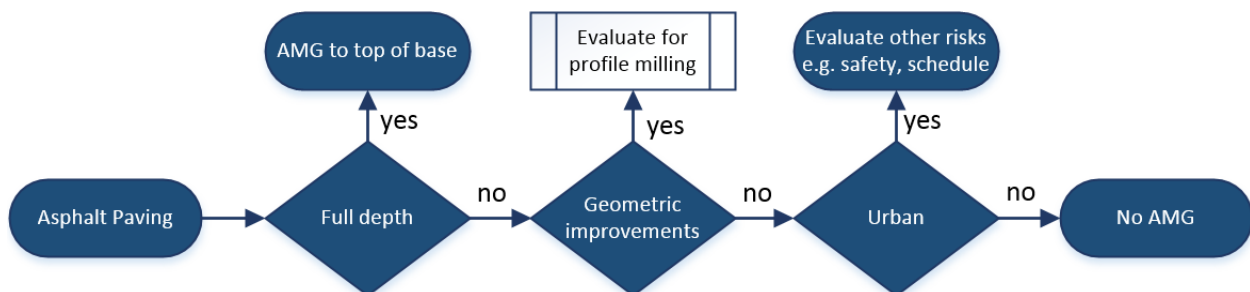 AMG to top of base
Evaluate for
profile milling
Evaluate other risks
e.g. safety, schedule
yes
yes
yes
Asphalt Paving
Full depth
no
Geometric
improvements
no
Urban
no
No AMG